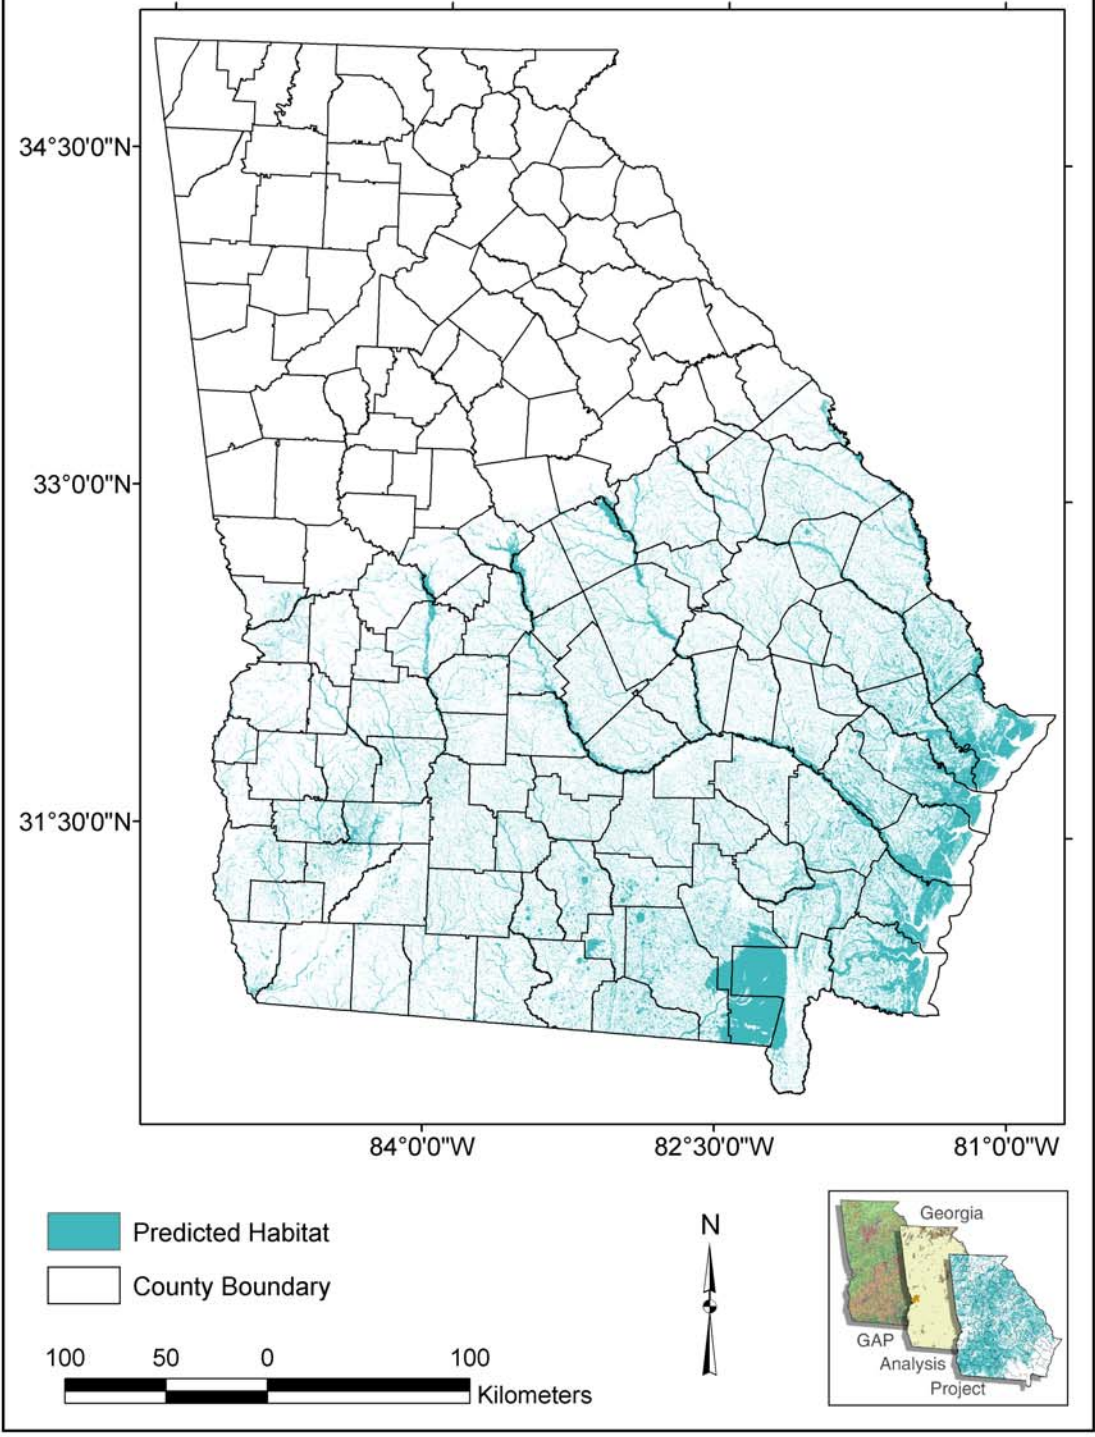 34°30'0"N
33°0'0"N
31°30'0"N
84°0'0"W 82°30'0"W 81°0'0"W
Predicted Habitat
County Boundary
100 50 0 100
Kilometers
N
Georgia
GAP
Analysis
Project